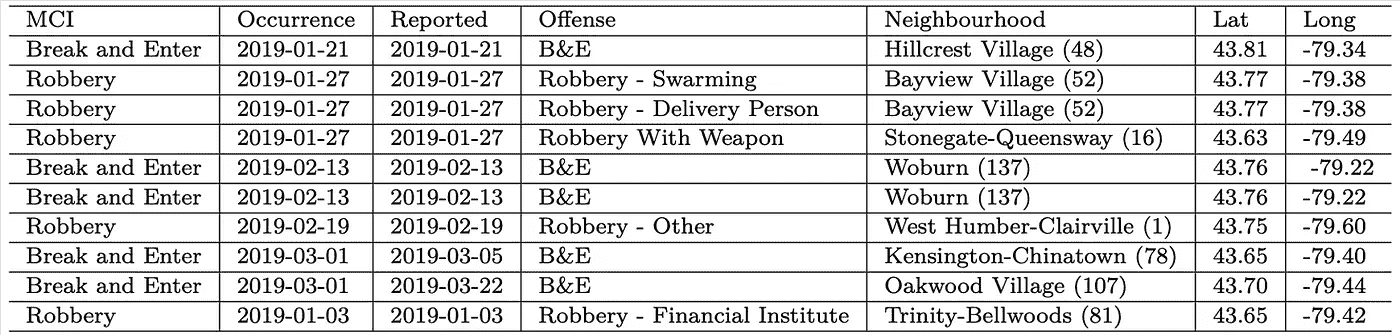 MCI Occurrence Reported Offense Neighbourhood Lat Long
Break and Enter 2019-01-21 2019-01-21 B&E Hillcrest Village (48) 43.81 -79.34
Robbery 2019-01-27 2019-01-27 Robbery - Swarming Bayview Village (52) 43.77 -79.38
Robbery 2019-01-27 2019-01-27 Robbery - Delivery Person Bayview Village (52) 43.77 -79.38
Robbery 2019-01-27 2019-01-27 Robbery With Weapon Stonegate-Queensway (16) 43.63 -79.49
Break and Enter 2019-02-13 2019-02-13 B&E Woburn (137) 43.76 -79.22
Break and Enter 2019-02-13 2019-02-13 B&E Woburn (137) 43.76 -79.22
Robbery 2019-02-19 2019-02-19 Robbery - Other West Humber-Clairville (1) 43.75 -79.60
Break and Enter 2019-03-01 2019-03-05 B&E Kensington-Chinatown (78) 43.65 -79.40
Break and Enter 2019-03-01 2019-03-22 B&E Oakwood Village (107) 43.70 -79.44
Robbery 2019-01-03 2019-01-03 Robbery - Financial Institute Trinity-Bellwoods (81) 43.65 -79.42